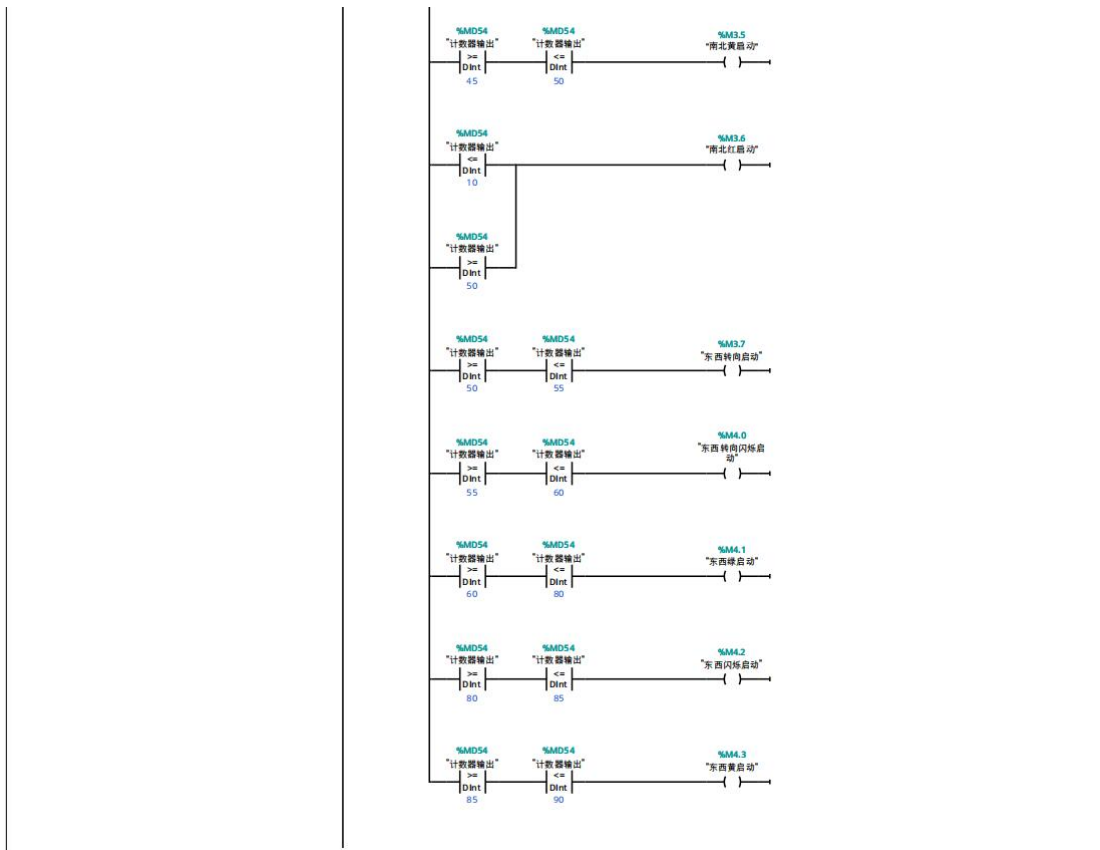 %MD54 %MD54 %M3.5
"计数器输出" "计数器输出" "南北黄启动"
>= <=
DInt DInt
45 50
%MD54 %M3.6
"计数器输出" "南北红启动"
<=
DInt
10
%MD54
"计数器输出"
>=
DInt
50
%MD54 %MD54 %M3.7
"计数器输出" "计数器输出" "东西转向启动"
>= <=
DInt DInt
50 55
%MD54 %MD54 %M4.0
"计数器输出" "计数器输出" "东西转向闪烁启
动"
>= <=
DInt DInt
55 60
%MD54 %MD54 %M4.1
"计数器输出" "计数器输出" "东西绿启动"
>= <=
DInt DInt
60 80
%MD54 %MD54 %M4.2
"计数器输出" "计数器输出" "东西闪烁启动"
>= <=
DInt DInt
80 85
%MD54 %MD54 %M4.3
"计数器输出" "计数器输出" "东西黄启动"
>= <=
DInt DInt
85 90